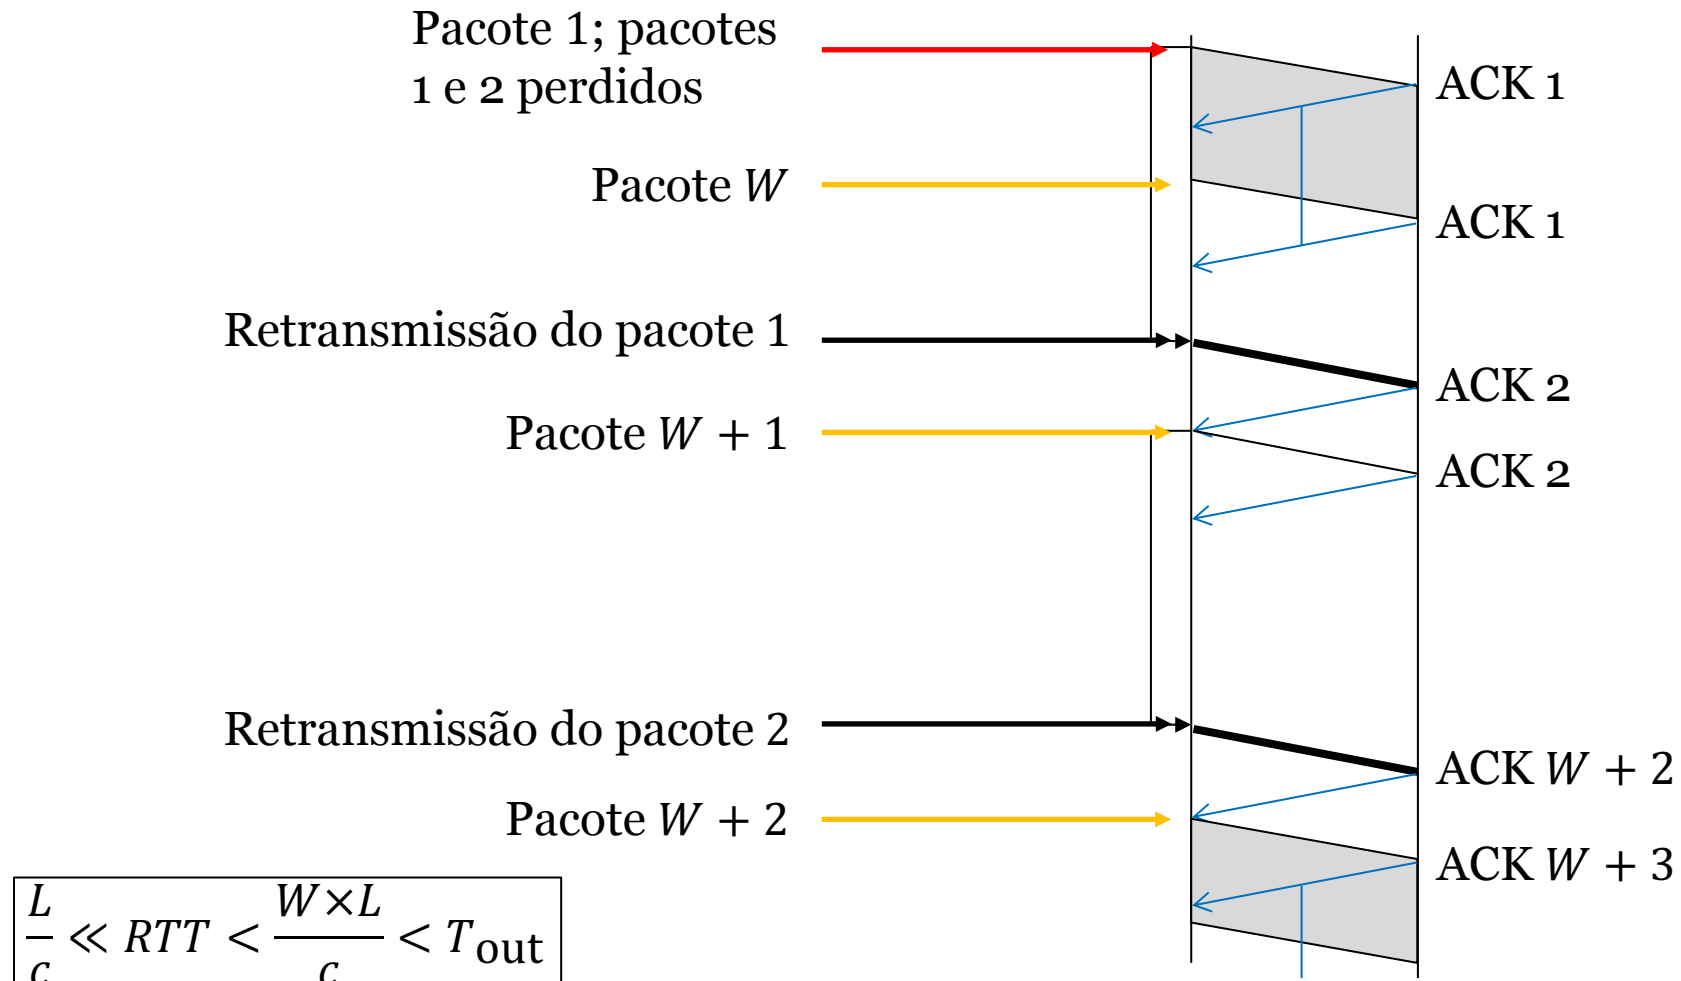 Pacote 1; pacotes
1 e 2 perdidos
ACK 1
Pacote W
ACK 1
Retransmissão do pacote 1
ACK 2
Pacote W + 1
ACK 2
Retransmissão do pacote 2
ACK W + 2
Pacote W + 2
ACK W + 3
L/c ≪ RTT < W×L/c < T_out